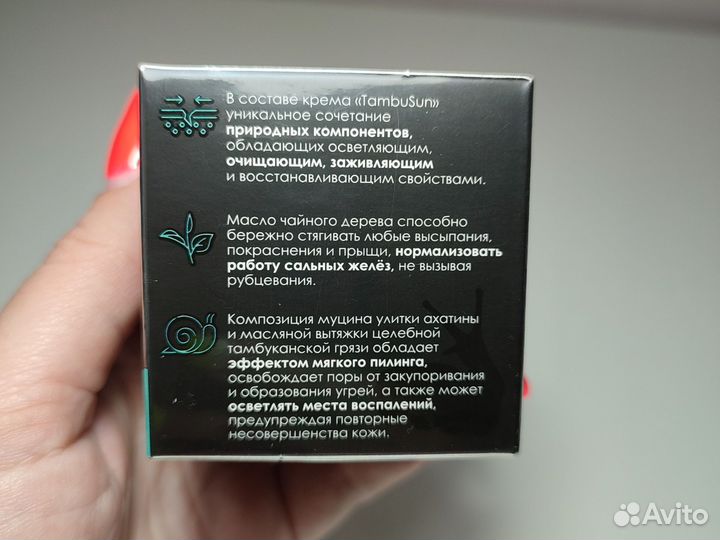 В составе крема «TambuSun»
уникальное сочетание
природных компонентов,
обладающих осветляющим,
очищающим, заживляющим
и восстанавливающим свойствами.
Масло чайного дерева способно
бережно стягивать любые высыпания,
покраснения и прыщи, нормализовать
работу сальных желёз, не вызывая
рубцевания.
Композиция муцина улитки ахатины
и масляной вытяжки целебной
тамбуканской грязи обладает
эффектом мягкого пилинга,
освобождает поры от закупоривания
и образования угрей, а также может
осветлять места воспалений,
предупреждая повторные
несовершенства кожи.
Avito